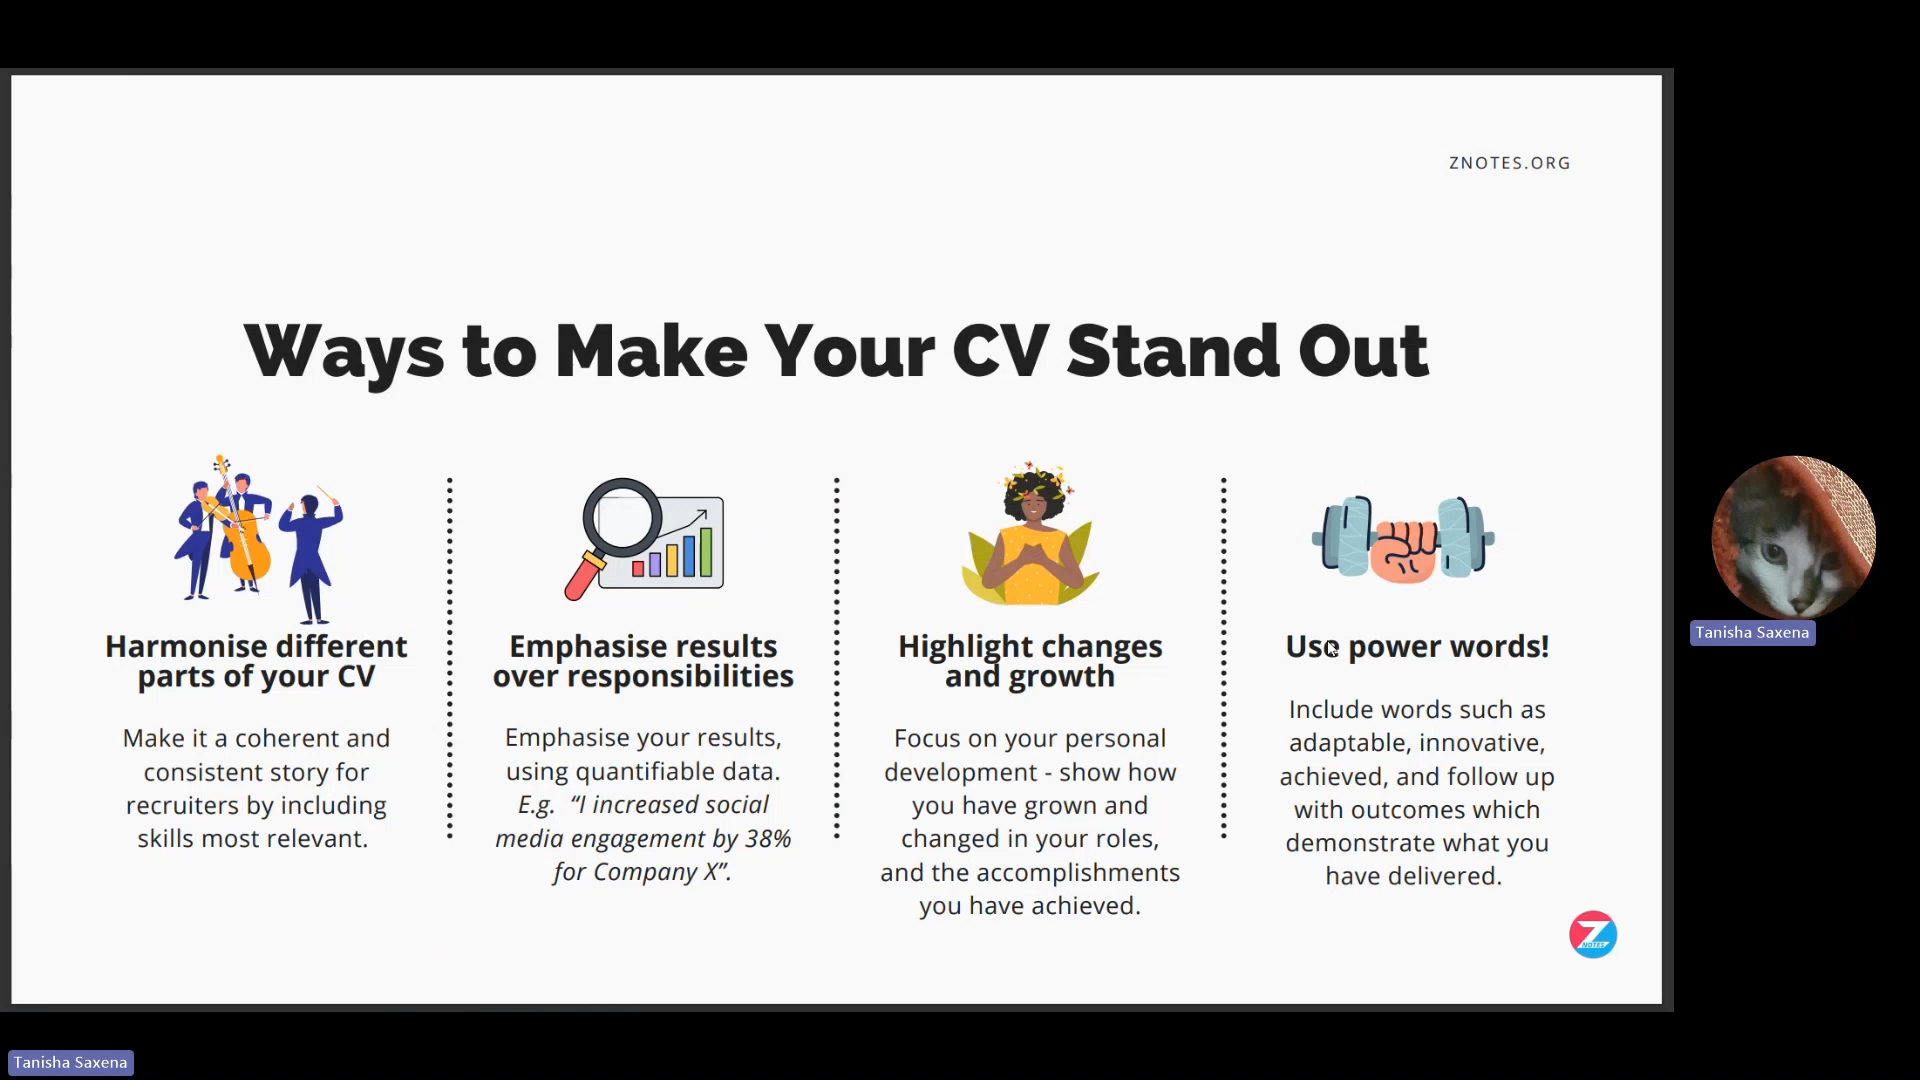 ZNOTES.ORG
Ways to Make Your CV Stand Out
Harmonise different
parts of your CV
Make it a coherent and
consistent story for
recruiters by including
skills most relevant.
Emphasise results
over responsibilities
Emphasise your results,
using quantifiable data.
E.g. “I increased social
media engagement by 38%
for Company X”.
Highlight changes
and growth
Focus on your personal
development - show how
you have grown and
changed in your roles,
and the accomplishments
you have achieved.
Use power words!
Include words such as
adaptable, innovative,
achieved, and follow up
with outcomes which
demonstrate what you
have delivered.
Z
NOTES
Tanisha Saxena
Tanisha Saxena